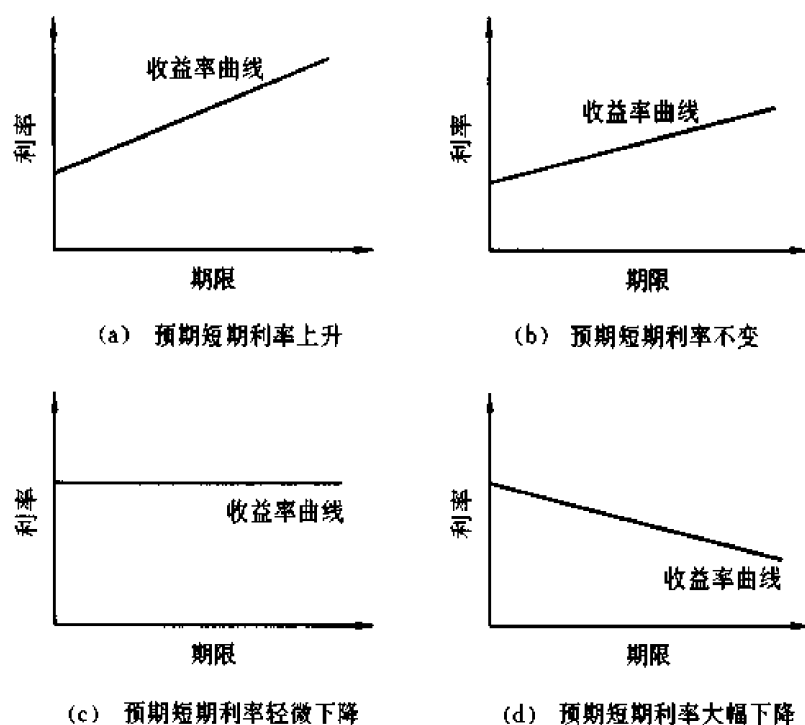 收益率曲线
利率
期限
(a) 预期短期利率上升
收益率曲线
利率
期限
(b) 预期短期利率不变
利率
收益率曲线
期限
(c) 预期短期利率轻微下降
利率
收益率曲线
期限
(d) 预期短期利率大幅下降